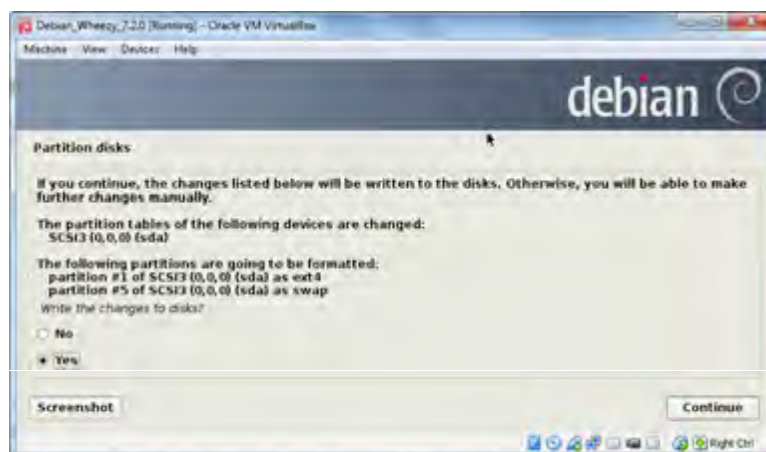 Debian_Wheezy_7.2.0 [Running] - Oracle VM VirtualBox
Machine View Devices Help
debian
Partition disks
If you continue, the changes listed below will be written to the disks. Otherwise, you will be able to make
further changes manually.
The partition tables of the following devices are changed:
SCSI3 (0,0,0) (sda)
The following partitions are going to be formatted:
partition #1 of SCSI3 (0,0,0) (sda) as ext4
partition #5 of SCSI3 (0,0,0) (sda) as swap
Write the changes to disks?
No
Yes
Screenshot
Continue
Right Ctrl